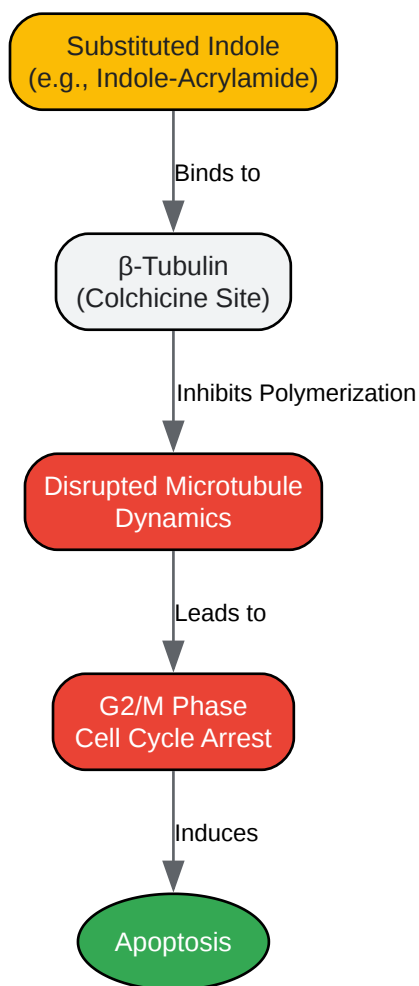 Substituted Indole
(e.g., Indole-Acrylamide)
Binds to
β-Tubulin
(Colchicine Site)
Inhibits Polymerization
Disrupted Microtubule
Dynamics
Leads to
G2/M Phase
Cell Cycle Arrest
Induces
Apoptosis